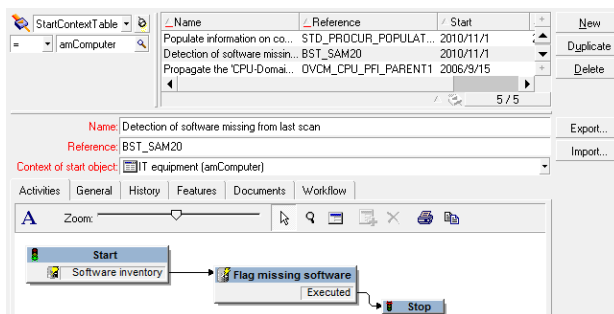 StartContextTable
= amComputer
Name Reference Start
Populate information on co... STD_PROCUR_POPULAT... 2010/11/1
Detection of software missin... BST_SAM20 2010/11/1
Propagate the 'CPU-Domai... OVCM_CPU_PFI_PARENT1 2006/9/15
5 / 5
New
Duplicate
Delete
Export...
Import...
Name: Detection of software missing from last scan
Reference: BST_SAM20
Context of start object: IT equipment (amComputer)
Activities General History Features Documents Workflow
A Zoom:
Start
Software inventory
Flag missing software
Executed
Stop